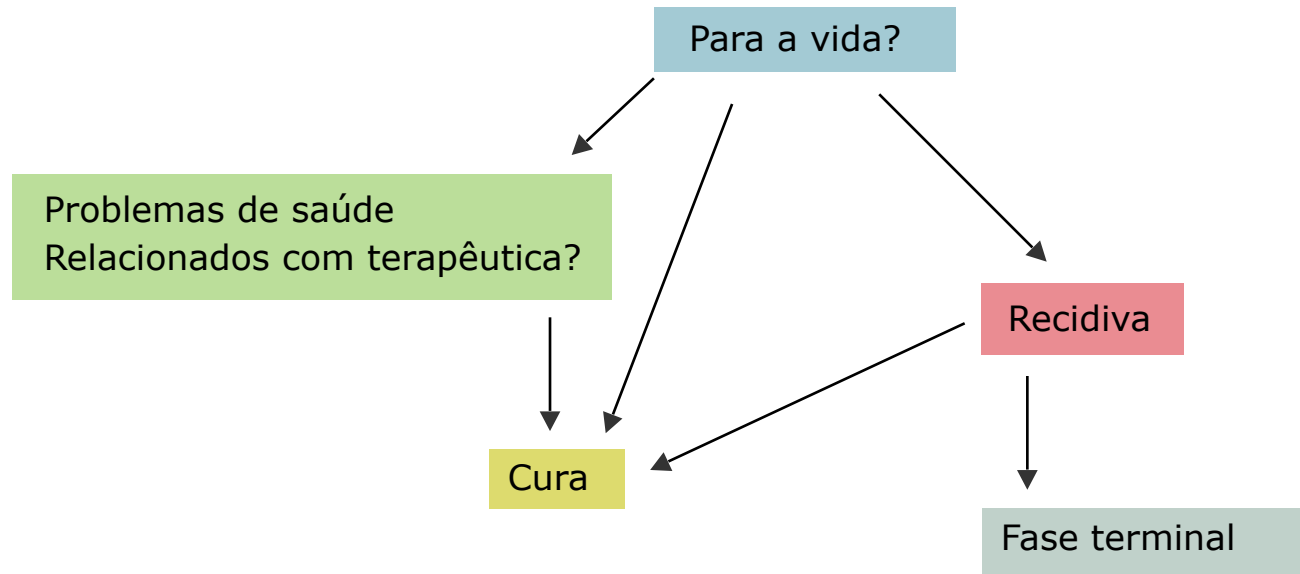 Para a vida?
Problemas de saúde
Relacionados com terapêutica?
Recidiva
Cura
Fase terminal